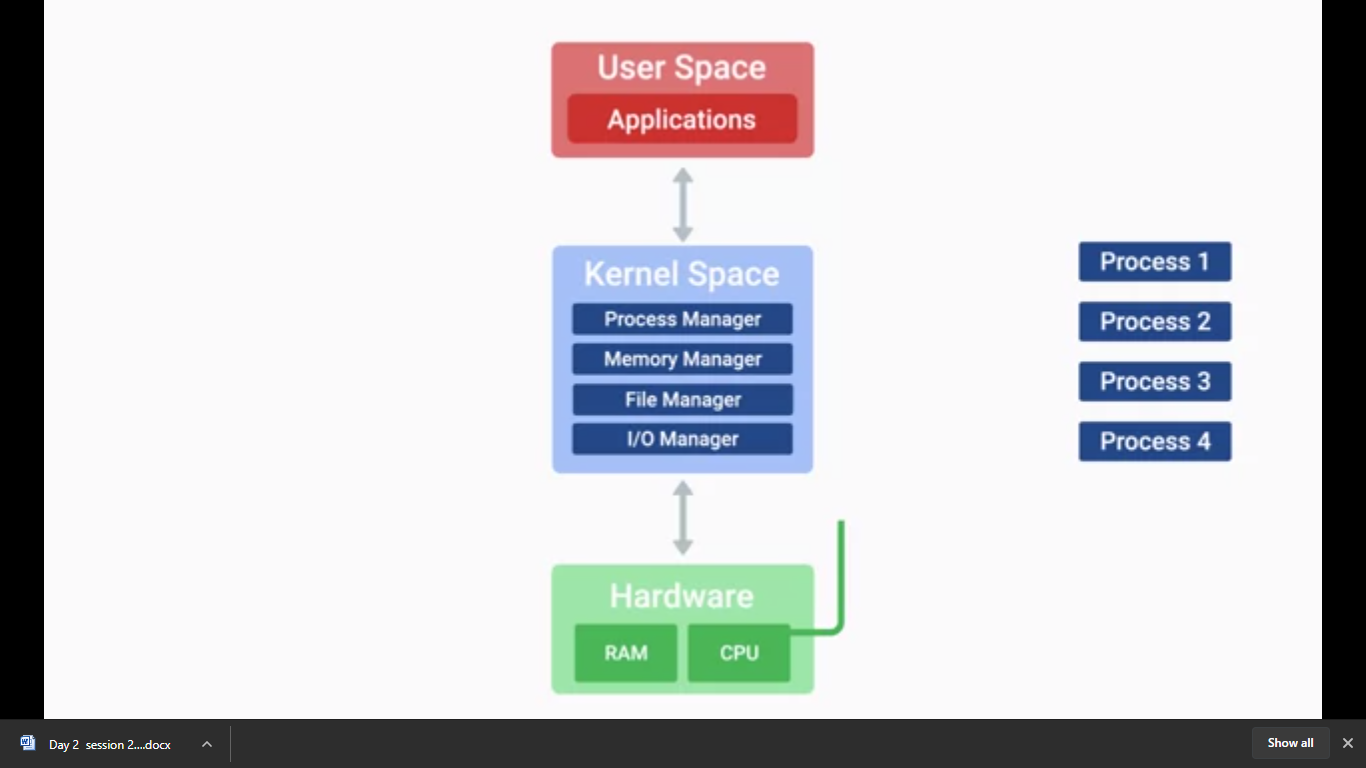 User Space
Applications
Kernel Space
Process Manager
Memory Manager
File Manager
I/O Manager
Process 1
Process 2
Process 3
Process 4
Hardware
RAM CPU
Day 2 session 2....docx
Show all